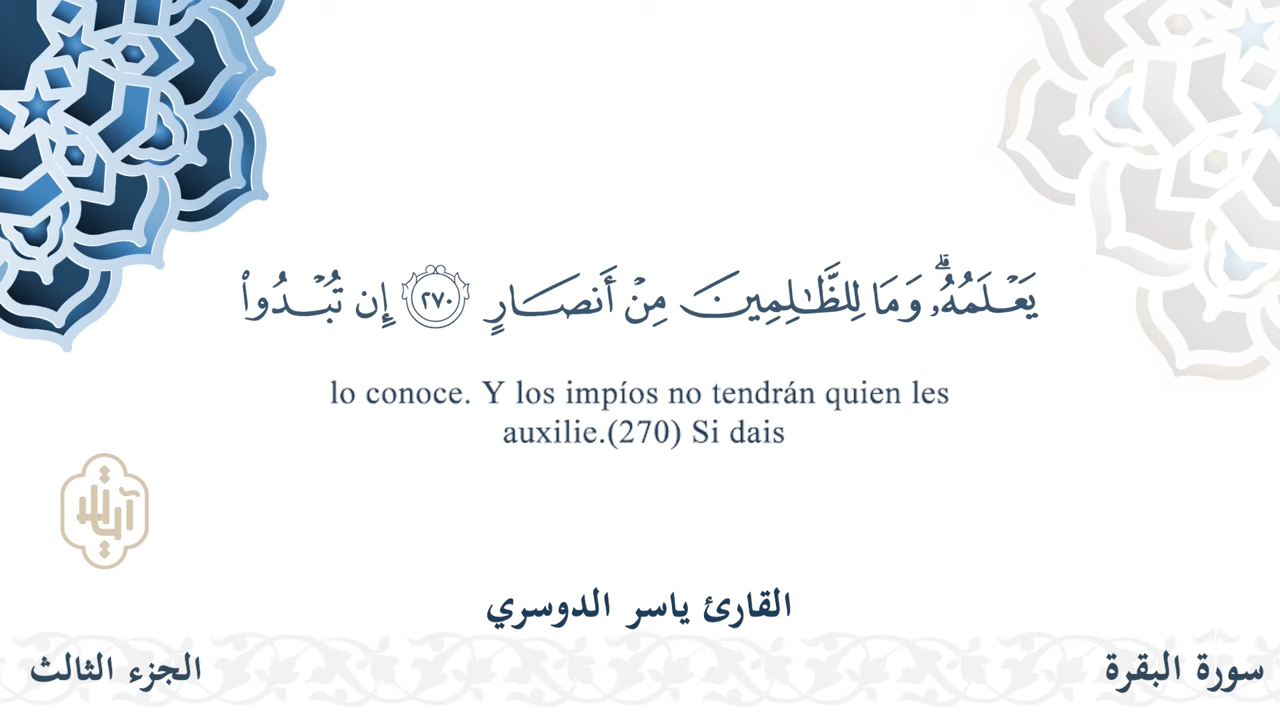 يَعْلَمُهُۥۗ وَمَا لِلظَّـٰلِمِينَ مِنْ أَنصَارٍ ٢٧٠ إِن تُبْدُوا۟
lo conoce. Y los impíos no tendrán quien les
auxilie.(270) Si dais
القارئ ياسر الدوسري
سورة البقرة
الجزء الثالث